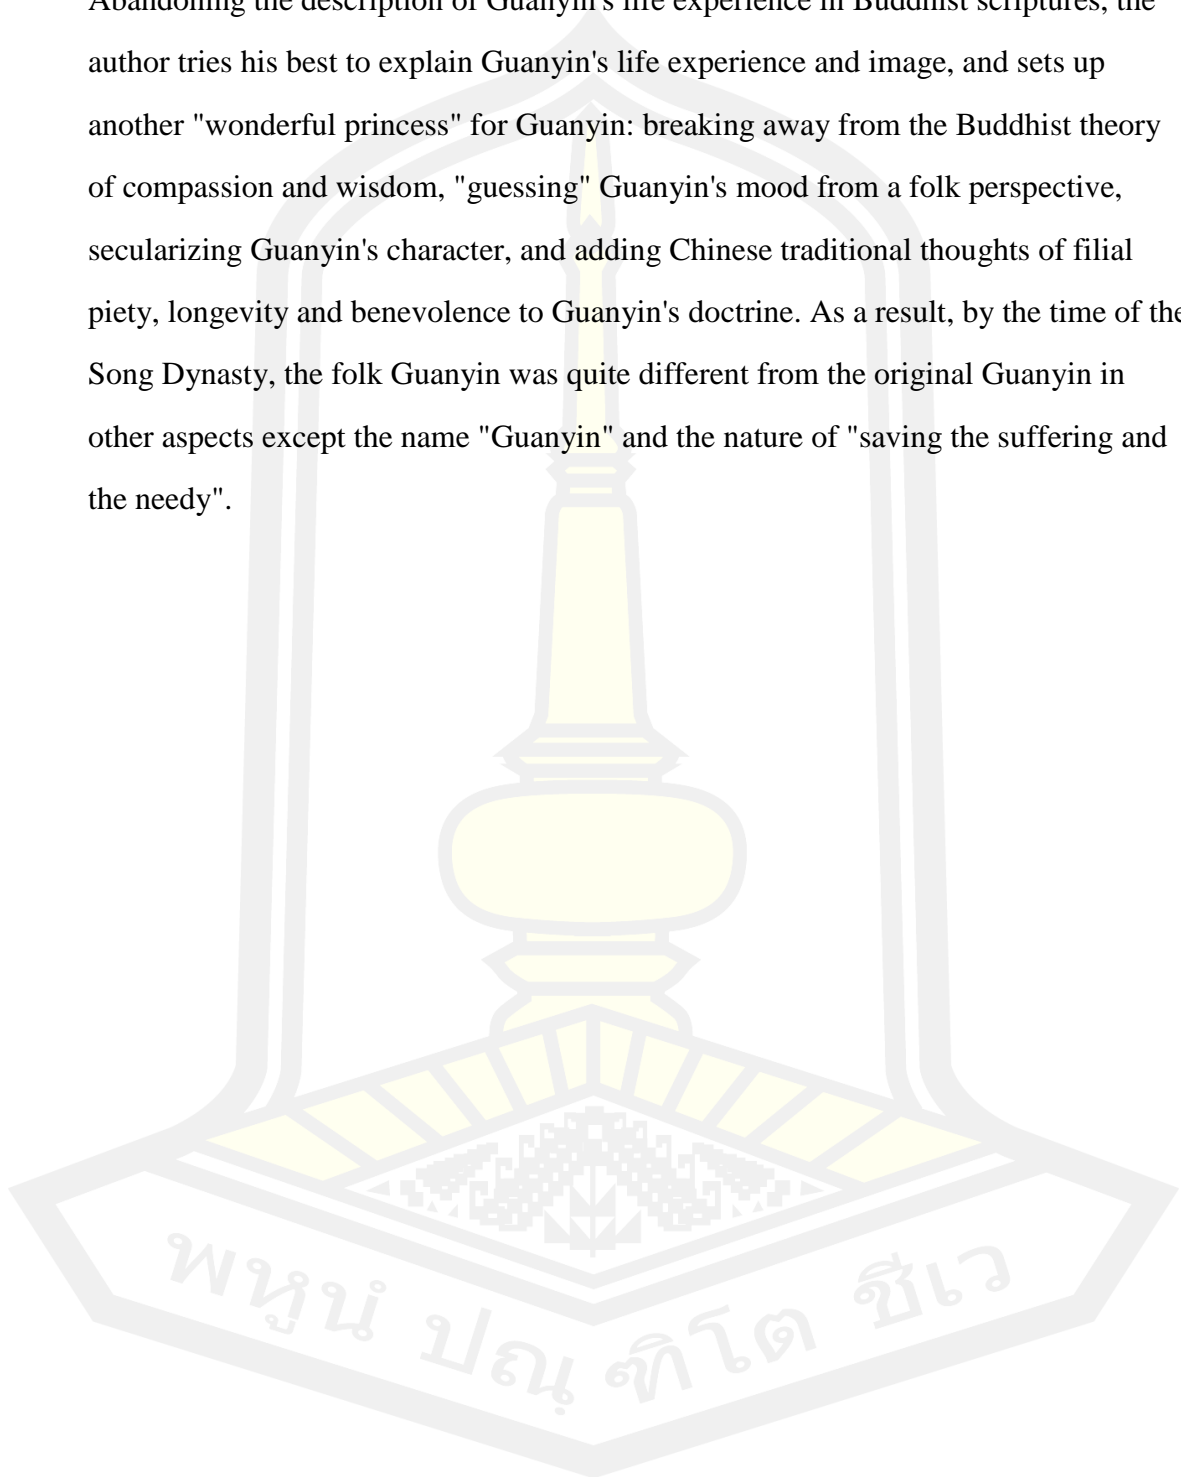 Abandoning the description of Guanyin's life experience in Buddhist scriptures, the
author tries his best to explain Guanyin's life experience and image, and sets up
another "wonderful princess" for Guanyin: breaking away from the Buddhist theory
of compassion and wisdom, "guessing" Guanyin's mood from a folk perspective,
secularizing Guanyin's character, and adding Chinese traditional thoughts of filial
piety, longevity and benevolence to Guanyin's doctrine. As a result, by the time of the
Song Dynasty, the folk Guanyin was quite different from the original Guanyin in
other aspects except the name "Guanyin" and the nature of "saving the suffering and
the needy".
พหูนํ ปณฺฑิโต ชีเว